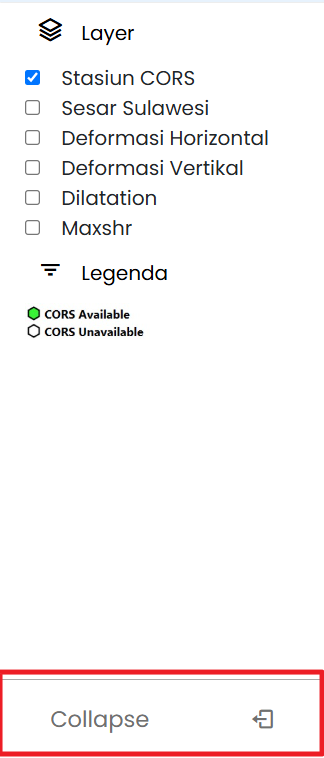 Layer
Stasiun CORS
Sesar Sulawesi
Deformasi Horizontal
Deformasi Vertikal
Dilatation
Maxshr
Legenda
CORS Available
CORS Unavailable
Collapse